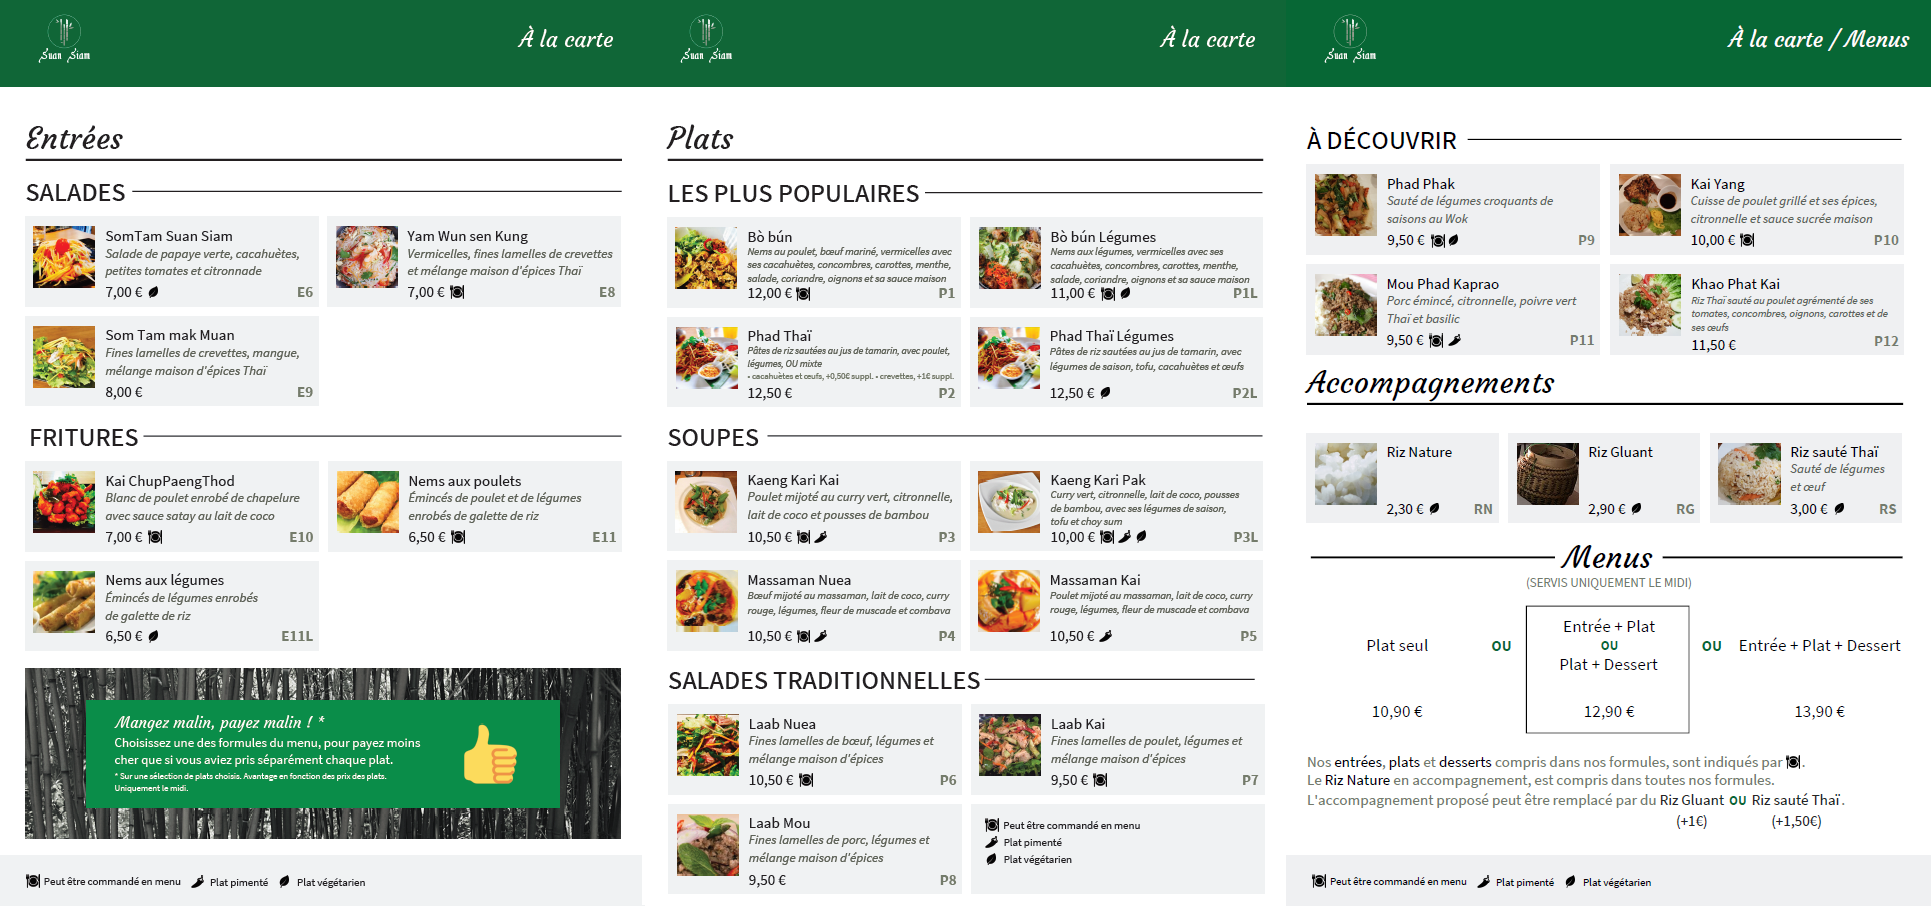 Suan Siam
À la carte
Entrées
SALADES
SomTam Suan Siam
Salade de papaye verte, cacahuètes,
petites tomates et citronnade
7,00 €
E6
Yam Wun sen Kung
Vermicelles, fines lamelles de crevettes
et mélange maison d'épices Thaï
7,00 €
E8
Som Tam mak Muan
Fines lamelles de crevettes, mangue,
mélange maison d'épices Thaï
8,00 €
E9
FRITURES
Kai ChupPaengThod
Blanc de poulet enrobé de chapelure
avec sauce satay au lait de coco
7,00 €
E10
Nems aux poulets
Émincés de poulet et de légumes
enrobés de galette de riz
6,50 €
E11
Nems aux légumes
Émincés de légumes enrobés
de galette de riz
6,50 €
E11L
Mangez malin, payez malin ! *
Choisissez une des formules du menu, pour payez moins
cher que si vous aviez pris séparément chaque plat.
* Sur une sélection de plats choisis. Avantage en fonction des prix des plats.
Uniquement le midi.
Peut être commandé en menu
Plat pimenté
Plat végétarien
Suan Siam
À la carte
Plats
LES PLUS POPULAIRES
Bò bún
Nems au poulet, bœuf mariné, vermicelles avec
ses cacahuètes, concombres, carottes, menthe,
salade, coriandre, oignons et sa sauce maison
12,00 €
P1
Bò bún Légumes
Nems aux légumes, vermicelles avec ses
cacahuètes, concombres, carottes, menthe,
salade, coriandre, oignons et sa sauce maison
11,00 €
P1L
Phad Thaï
Pâtes de riz sautées au jus de tamarin, avec poulet,
légumes, OU mixte
• cacahuètes et œufs, +0,50€ suppl. • crevettes, +1€ suppl.
12,50 €
P2
Phad Thaï Légumes
Pâtes de riz sautées au jus de tamarin, avec
légumes de saison, tofu, cacahuètes et œufs
12,50 €
P2L
SOUPES
Kaeng Kari Kai
Poulet mijoté au curry vert, citronnelle,
lait de coco et pousses de bambou
10,50 €
P3
Kaeng Kari Pak
Curry vert, citronnelle, lait de coco, pousses
de bambou, avec ses légumes de saison,
tofu et choy sum
10,00 €
P3L
Massaman Nuea
Bœuf mijoté au massaman, lait de coco, curry
rouge, légumes, fleur de muscade et combava
10,50 €
P4
Massaman Kai
Poulet mijoté au massaman, lait de coco, curry
rouge, légumes, fleur de muscade et combava
10,50 €
P5
SALADES TRADITIONNELLES
Laab Nuea
Fines lamelles de bœuf, légumes et
mélange maison d'épices
10,50 €
P6
Laab Kai
Fines lamelles de poulet, légumes et
mélange maison d'épices
9,50 €
P7
Laab Mou
Fines lamelles de porc, légumes et
mélange maison d'épices
9,50 €
P8
Peut être commandé en menu
Plat pimenté
Plat végétarien
Suan Siam
À la carte / Menus
À DÉCOUVRIR
Phad Phak
Sauté de légumes croquants de
saisons au Wok
9,50 €
P9
Kai Yang
Cuisse de poulet grillé et ses épices,
citronnelle et sauce sucrée maison
10,00 €
P10
Mou Phad Kaprao
Porc émincé, citronnelle, poivre vert
Thaï et basilic
9,50 €
P11
Khao Phat Kai
Riz Thaï sauté au poulet agrémenté de ses
tomates, concombres, oignons, carottes et de
ses œufs
11,50 €
P12
Accompagnements
Riz Nature
2,30 €
RN
Riz Gluant
2,90 €
RG
Riz sauté Thaï
Sauté de légumes
et œuf
3,00 €
RS
Menus
(SERVIS UNIQUEMENT LE MIDI)
Plat seul
10,90 €
OU
Entrée + Plat
OU
Plat + Dessert
12,90 €
OU
Entrée + Plat + Dessert
13,90 €
Nos entrées, plats et desserts compris dans nos formules, sont indiqués par .
Le Riz Nature en accompagnement, est compris dans toutes nos formules.
L'accompagnement proposé peut être remplacé par du Riz Gluant OU Riz sauté Thaï.
(+1€) (+1,50€)
Peut être commandé en menu
Plat pimenté
Plat végétarien